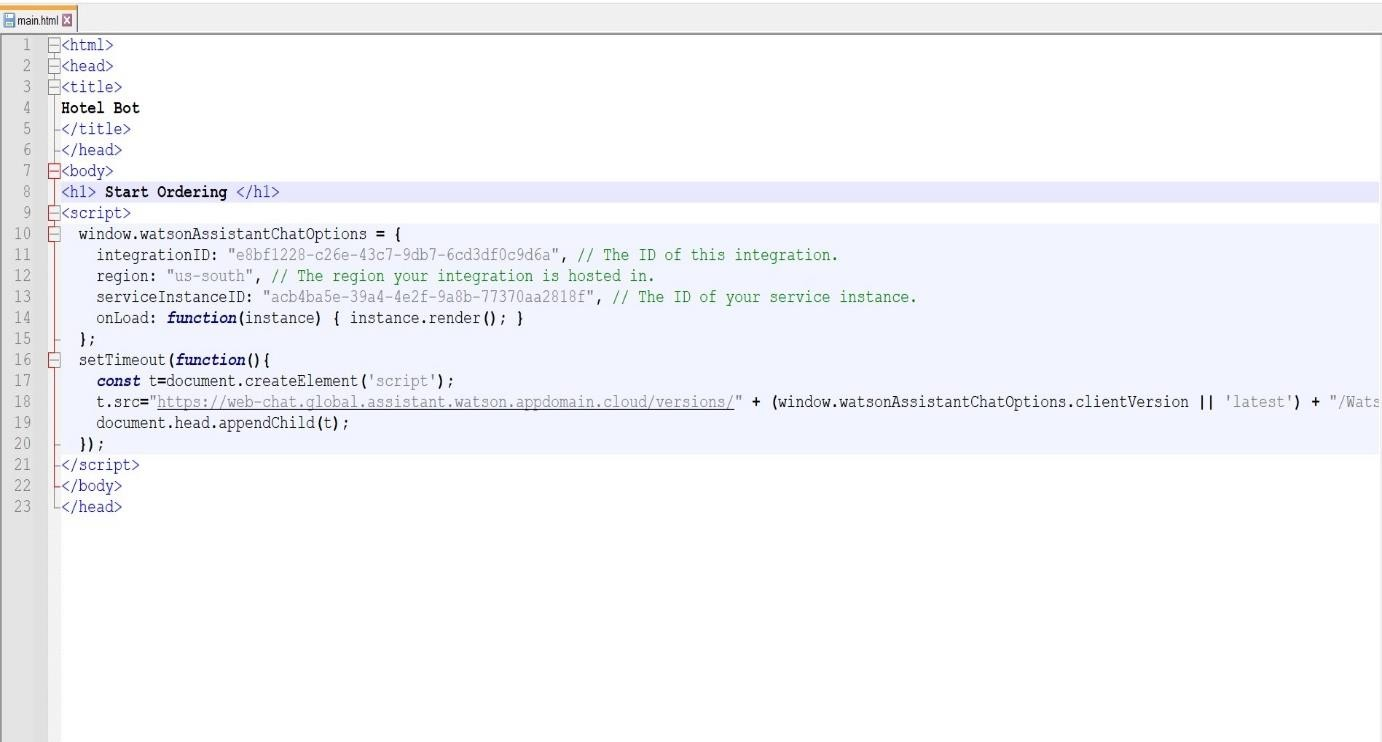 main.html
1 <html>
2 <head>
3 <title>
4 Hotel Bot
5 </title>
6 </head>
7 <body>
8 <h1> Start Ordering </h1>
9 <script>
10 window.watsonAssistantChatOptions = {
11 integrationID: "e8bf1228-c26e-43c7-9db7-6cd3df0c9d6a", // The ID of this integration.
12 region: "us-south", // The region your integration is hosted in.
13 serviceInstanceID: "acb4ba5e-39a4-4e2f-9a8b-77370aa2818f", // The ID of your service instance.
14 onLoad: function(instance) { instance.render(); }
15 };
16 setTimeout(function(){
17 const t=document.createElement('script');
18 t.src="https://web-chat.global.assistant.watson.appdomain.cloud/versions/" + (window.watsonAssistantChatOptions.clientVersion || 'latest') + "/Wats
19 document.head.appendChild(t);
20 });
21 </script>
22 </body>
23 </head>